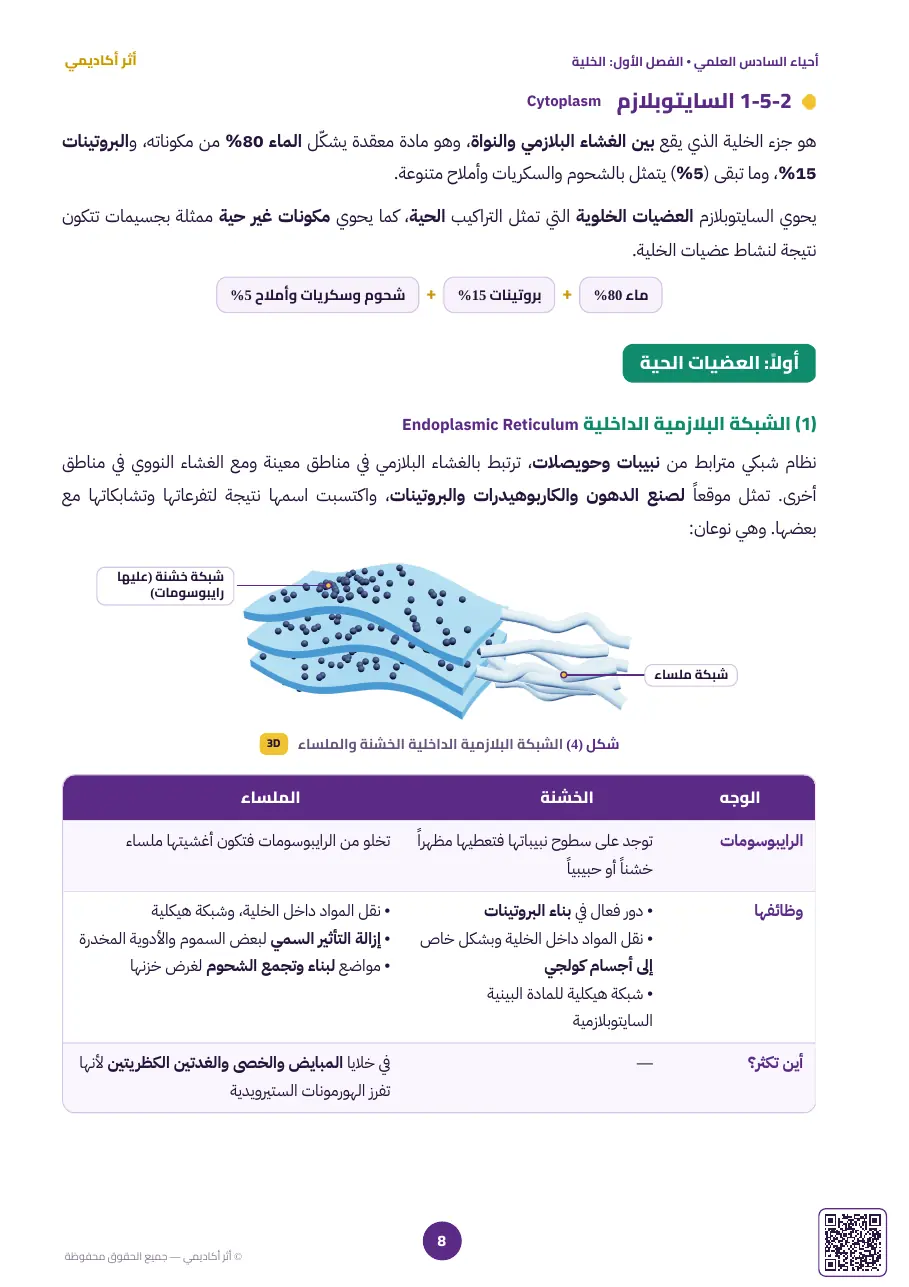 أحياء السادس العلمي • الفصل الأول: الخلية
أثر أكاديمي
1-5-2 السايتوبلازم Cytoplasm
هو جزء الخلية الذي يقع بين الغشاء البلازمي والنواة، وهو مادة معقدة يشكّل الماء 80% من مكوناته، والبروتينات
15%، وما تبقى (5%) يتمثل بالشحوم والسكريات وأملاح متنوعة.
يحوي السايتوبلازم العضيات الخلوية التي تمثل التراكيب الحية، كما يحوي مكونات غير حية ممثلة بجسيمات تتكون
نتيجة لنشاط عضيات الخلية.
ماء 80% + بروتينات 15% + شحوم وسكريات وأملاح 5%
أولاً: العضيات الحية
(1) الشبكة البلازمية الداخلية Endoplasmic Reticulum
نظام شبكي مترابط من نبيبات وحويصلات، ترتبط بالغشاء البلازمي في مناطق معينة ومع الغشاء النووي في مناطق
أخرى. تمثل موقعاً لصنع الدهون والكاربوهيدرات والبروتينات، واكتسبت اسمها نتيجة لتفرعاتها وتشابكاتها مع
بعضها. وهي نوعان:
شبكة خشنة (عليها
رايبوسومات)
شبكة ملساء
شكل (4) الشبكة البلازمية الداخلية الخشنة والملساء 3D
الوجه الخشنة الملساء
الرايبوسومات توجد على سطوح نبيباتها فتعطيها مظهراً تخلو من الرايبوسومات فتكون أغشيتها ملساء
خشناً أو حبيبياً
وظائفها • دور فعال في بناء البروتينات • نقل المواد داخل الخلية، وشبكة هيكلية
• نقل المواد داخل الخلية وبشكل خاص • إزالة التأثير السمي لبعض السموم والأدوية المخدرة
إلى أجسام كولجي • مواضع لبناء وتجمع الشحوم لغرض خزنها
• شبكة هيكلية للمادة البينية
السايتوبلازمية
أين تكثر؟ — في خلايا المبايض والخصى والغدتين الكظريتين لأنها
تفرز الهورمونات الستيرويدية
8
© أثر أكاديمي — جميع الحقوق محفوظة